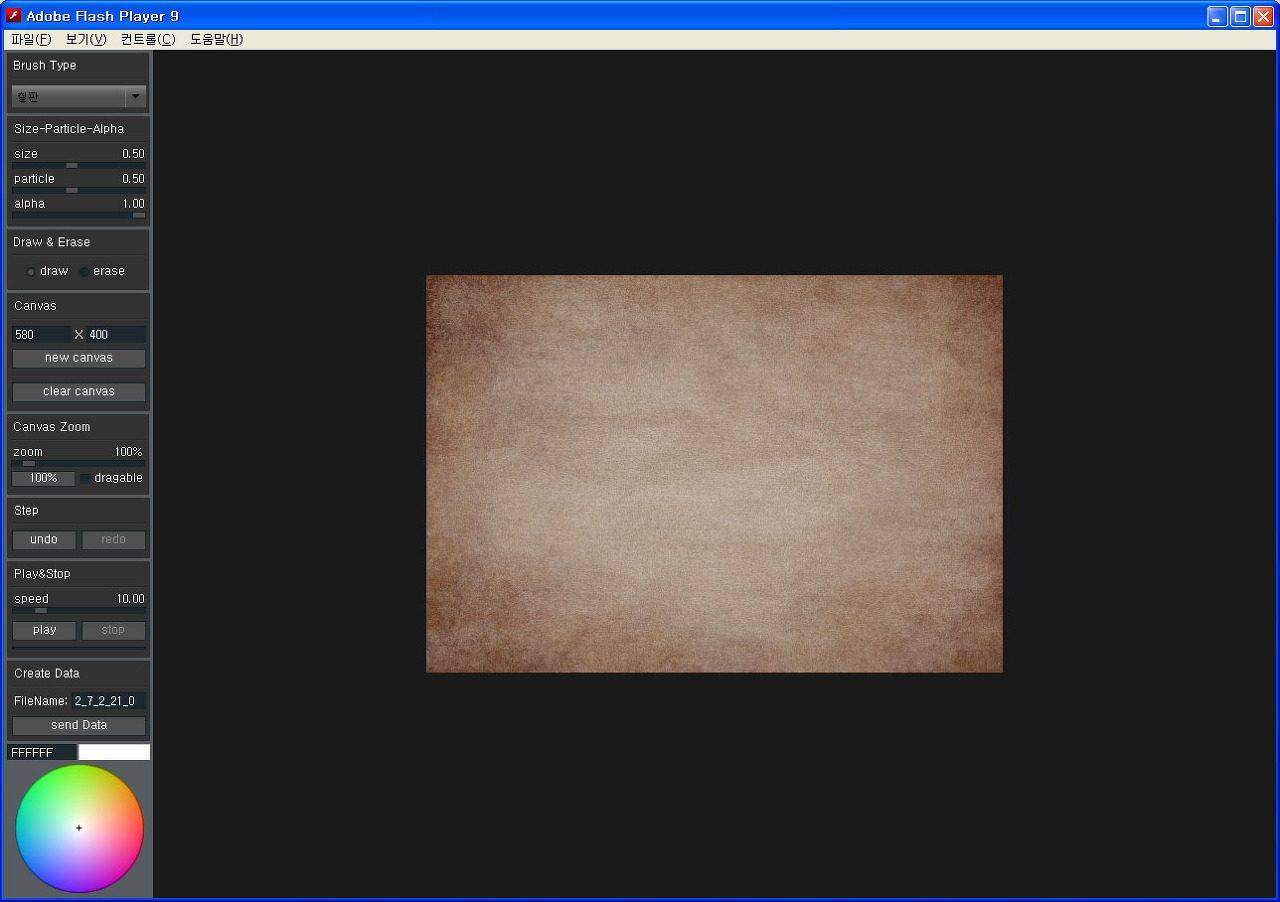 Adobe Flash Player 9
파일(F) 보기(V) 컨트롤(C) 도움말(H)
Brush Type
칠판
Size-Particle-Alpha
size 0.50
particle 0.50
alpha 1.00
Draw & Erase
draw erase
Canvas
580 X 400
new canvas
clear canvas
Canvas Zoom
zoom 100%
100% dragable
Step
undo redo
Play&Stop
speed 10.00
play stop
Create Data
FileName: 2_7_2_21_0
send Data
FFFFFF